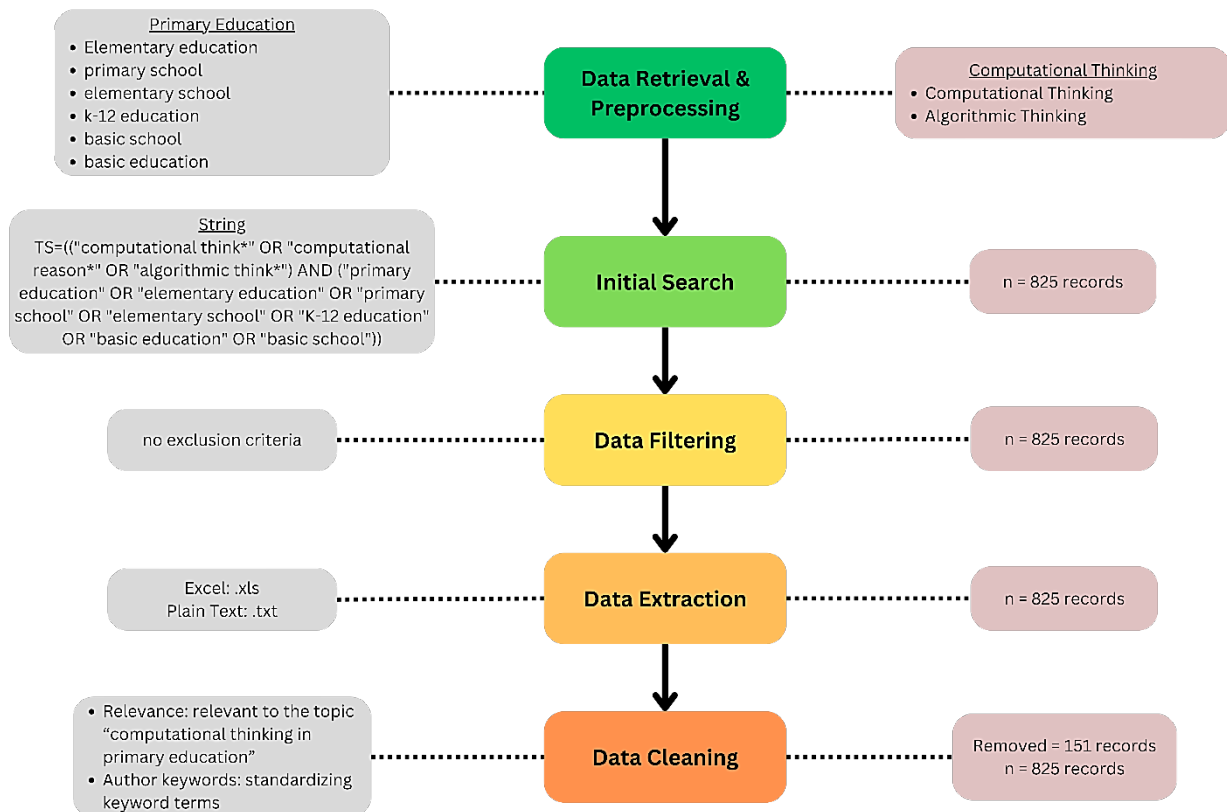 Primary Education
• Elementary education
• primary school
• elementary school
• k-12 education
• basic school
• basic education
Data Retrieval &
Preprocessing
Computational Thinking
• Computational Thinking
• Algorithmic Thinking
String
TS=(("computational think*" OR "computational
reason*" OR "algorithmic think*") AND ("primary
education" OR "elementary education" OR "primary
school" OR "elementary school" OR "K-12 education"
OR "basic education" OR "basic school"))
Initial Search
n = 825 records
no exclusion criteria
Data Filtering
n = 825 records
Excel: .xls
Plain Text: .txt
Data Extraction
n = 825 records
• Relevance: relevant to the topic
“computational thinking in
primary education”
• Author keywords: standardizing
keyword terms
Data Cleaning
Removed = 151 records
n = 825 records